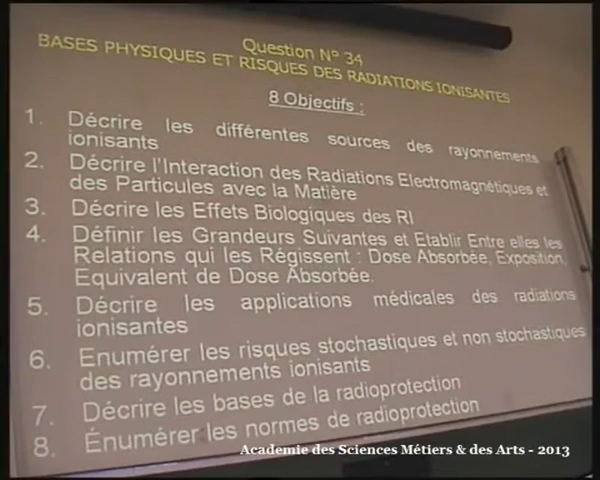 Question N° 34
BASES PHYSIQUES ET RISQUES DES RADIATIONS IONISANTES
8 Objectifs :
1. Décrire les différentes sources des rayonnements
ionisants
2. Décrire l'Interaction des Radiations Electromagnétiques et
des Particules avec la Matière
3. Décrire les Effets Biologiques des RI
4. Définir les Grandeurs Suivantes et Etablir Entre elles les
Relations qui les Régissent : Dose Absorbée, Exposition,
Equivalent de Dose Absorbée.
5. Décrire les applications médicales des radiations
ionisantes
6. Enumérer les risques stochastiques et non stochastiques
des rayonnements ionisants
7. Décrire les bases de la radioprotection
8. Énumérer les normes de radioprotection
Academie des Sciences Métiers & des Arts - 2013